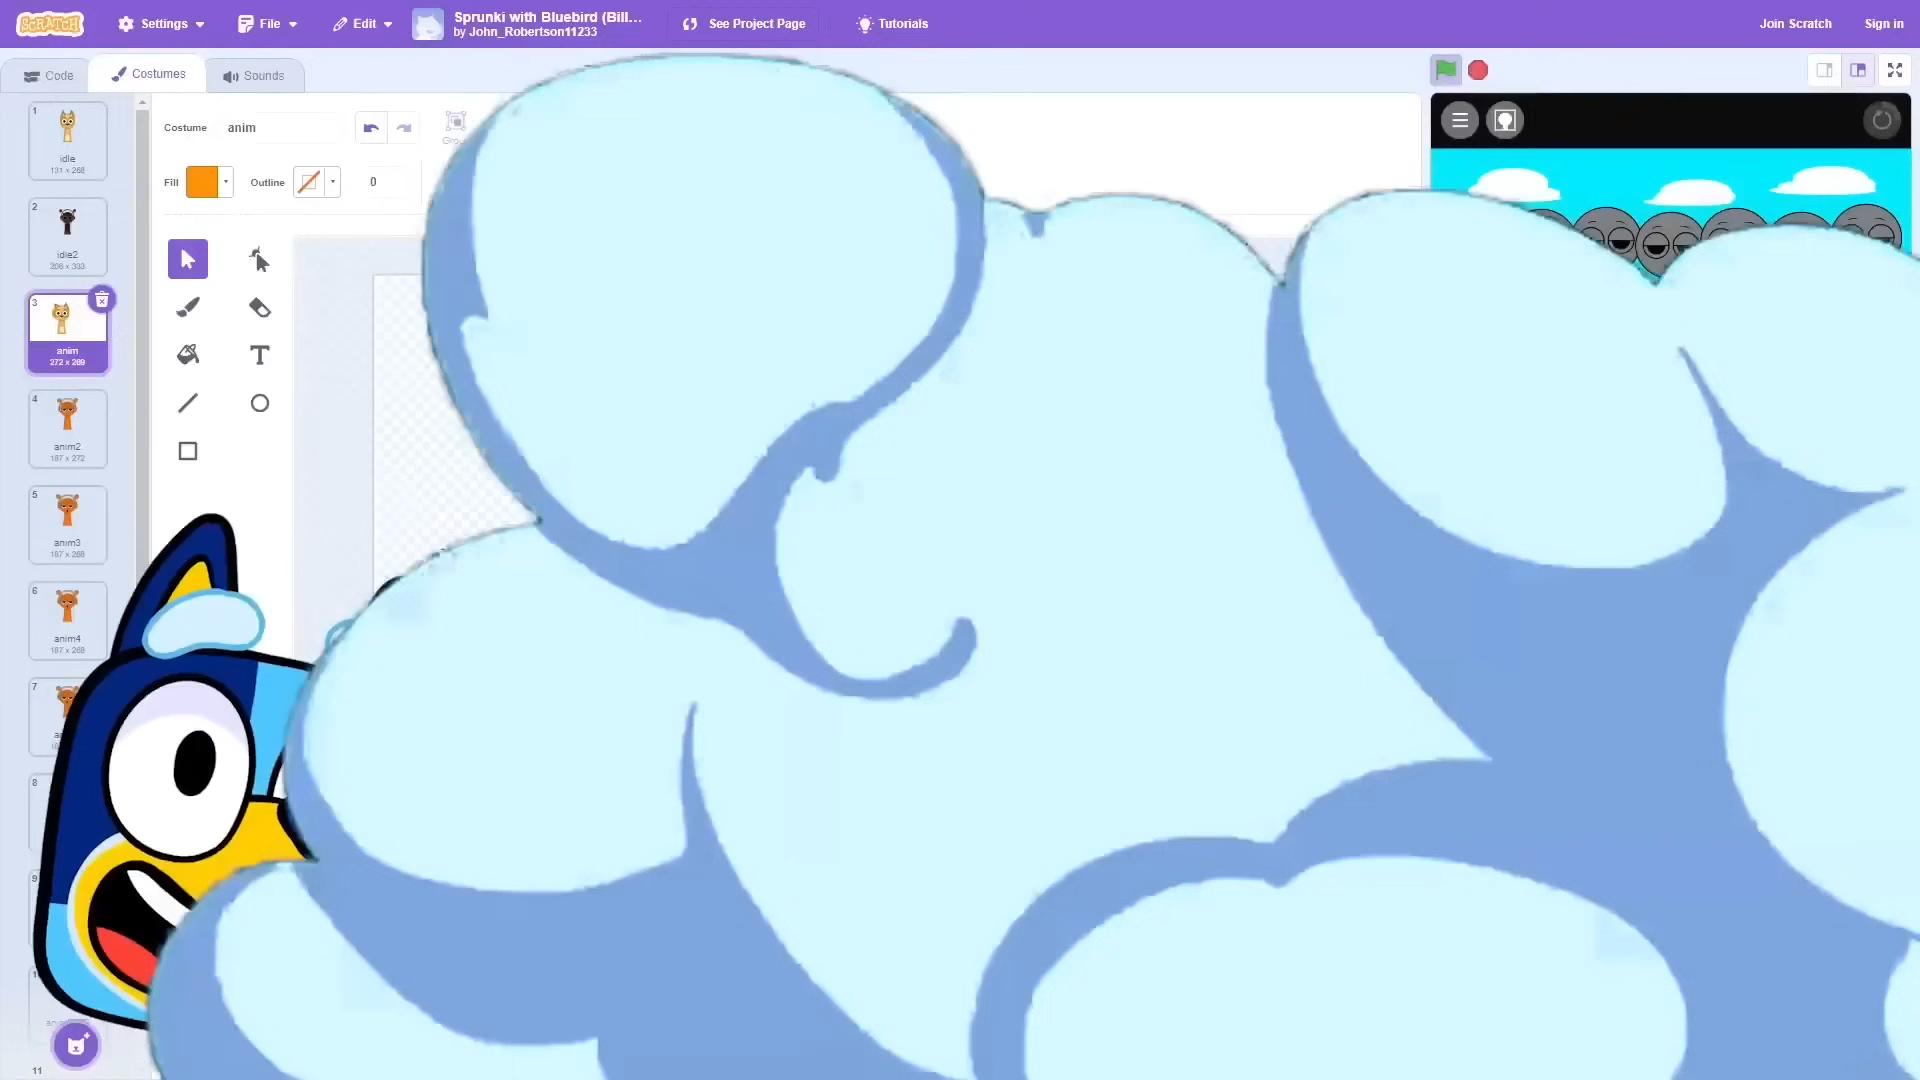 SCRATCH
Settings
File
Edit
Sprunki with Bluebird (Bill...
by John_Robertson11233
See Project Page
Tutorials
Join Scratch
Sign in
Code
Costumes
Sounds
Costume
anim
Fill
Outline
0
1
idle
131 x 268
2
idle2
206 x 333
3
anim
272 x 269
4
anim2
187 x 272
5
anim3
187 x 268
6
anim4
187 x 268
7
8
9
11